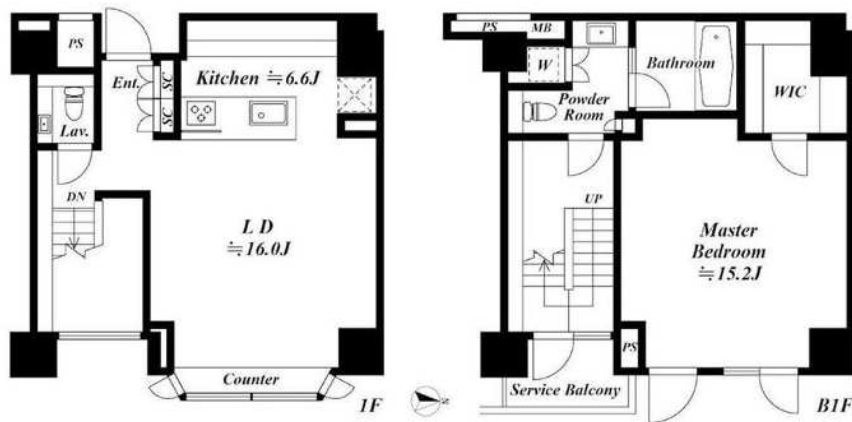 PS
Ent.
SC
SC
Kitchen ≒6.6J
Lav.
DN
L D
≒16.0J
Counter
1F
N
PS
MB
W
Bathroom
WIC
Powder
Room
UP
Master
Bedroom
≒15.2J
PS
Service Balcony
B1F